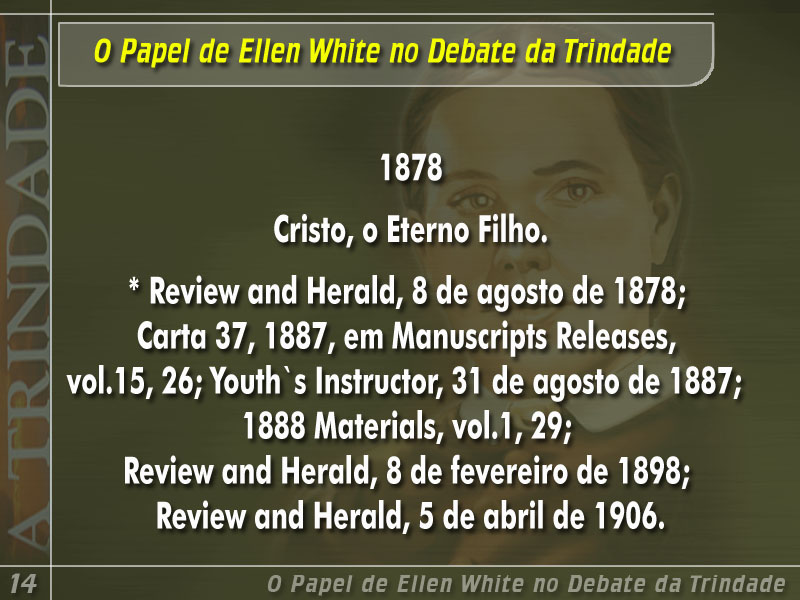 O Papel de Ellen White no Debate da Trindade
A TRINDADE
1878
Cristo, o Eterno Filho.
* Review and Herald, 8 de agosto de 1878;
Carta 37, 1887, em Manuscripts Releases,
vol.15, 26; Youth`s Instructor, 31 de agosto de 1887;
1888 Materials, vol.1, 29;
Review and Herald, 8 de fevereiro de 1898;
Review and Herald, 5 de abril de 1906.
14
O Papel de Ellen White no Debate da Trindade